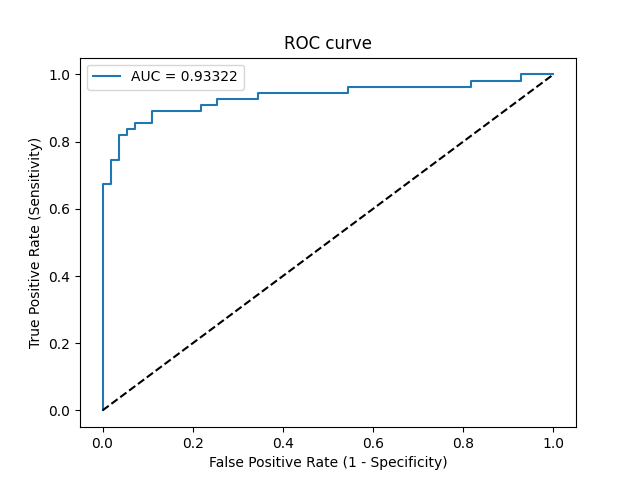 ROC curve
AUC = 0.93322
1.0
0.8
0.6
0.4
0.2
0.0
True Positive Rate (Sensitivity)
0.0 0.2 0.4 0.6 0.8 1.0
False Positive Rate (1 - Specificity)